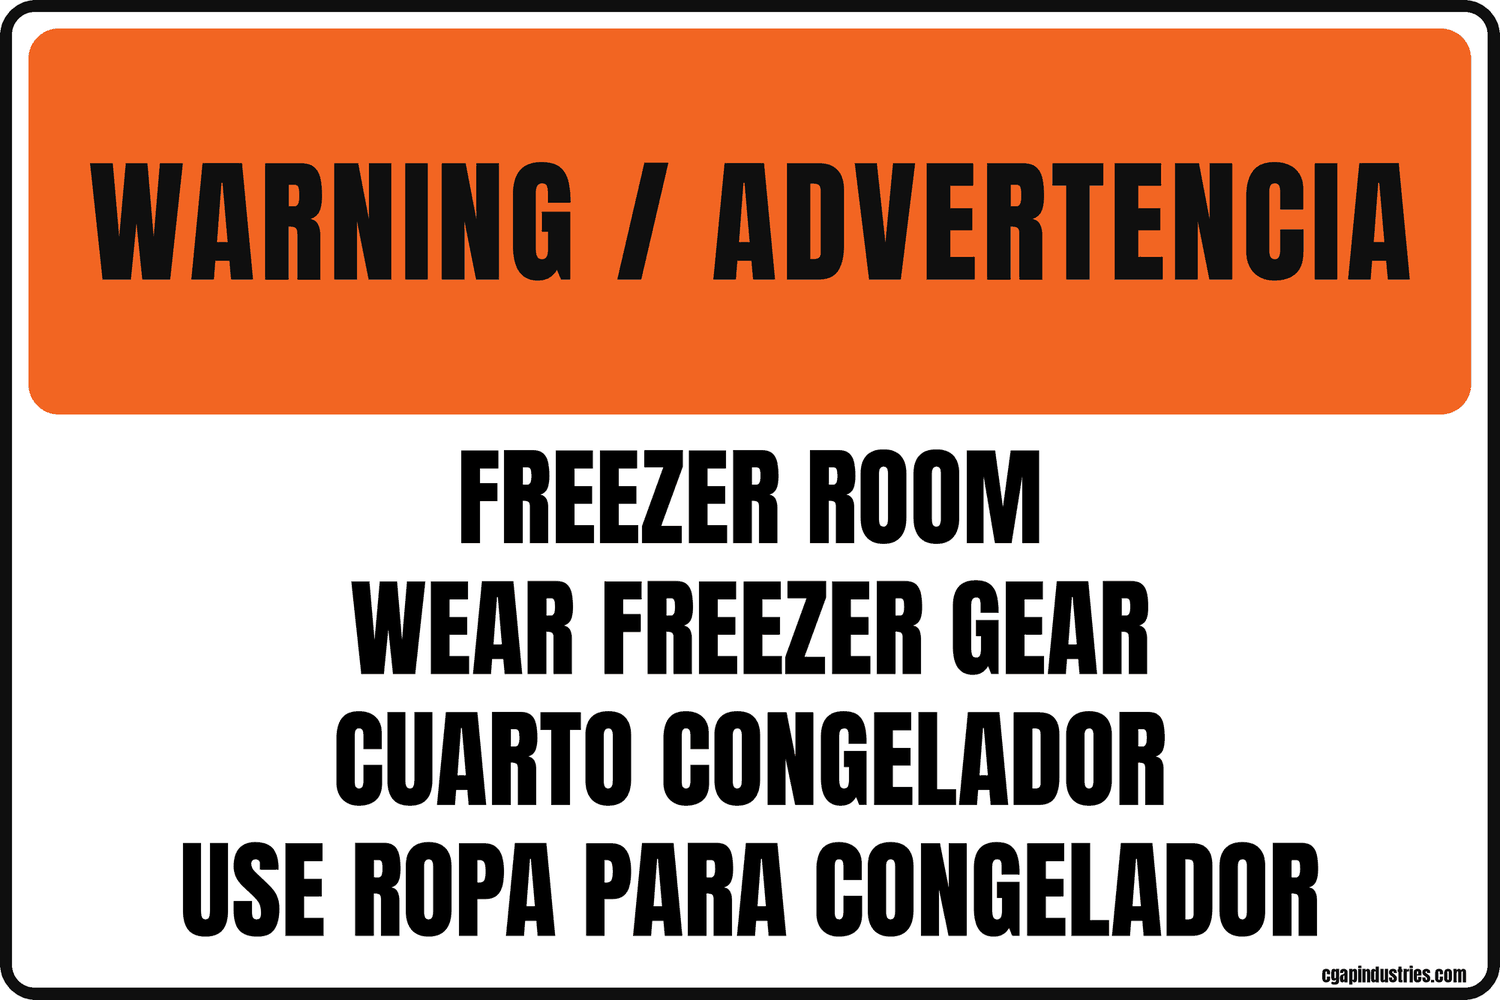 WARNING / ADVERTENCIA
FREEZER ROOM
WEAR FREEZER GEAR
CUARTO CONGELADOR
USE ROPA PARA CONGELADOR
cgapindustries.com